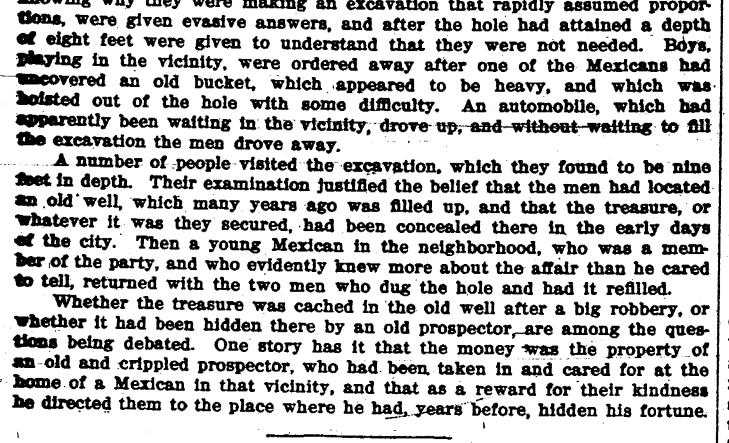 knowing why they were making an excavation that rapidly assumed propor-
tions, were given evasive answers, and after the hole had attained a depth
of eight feet were given to understand that they were not needed. Boys,
playing in the vicinity, were ordered away after one of the Mexicans had
uncovered an old bucket, which appeared to be heavy, and which was
hoisted out of the hole with some difficulty. An automobile, which had
apparently been waiting in the vicinity, drove up, and without waiting to fill
the excavation the men drove away.
A number of people visited the excavation, which they found to be nine
feet in depth. Their examination justified the belief that the men had located
an old well, which many years ago was filled up, and that the treasure, or
whatever it was they secured, had been concealed there in the early days
of the city. Then a young Mexican in the neighborhood, who was a mem-
ber of the party, and who evidently knew more about the affair than he cared
to tell, returned with the two men who dug the hole and had it refilled.
Whether the treasure was cached in the old well after a big robbery, or
whether it had been hidden there by an old prospector, are among the ques-
tions being debated. One story has it that the money was the property of
an old and crippled prospector, who had been taken in and cared for at the
home of a Mexican in that vicinity, and that as a reward for their kindness
he directed them to the place where he had, years before, hidden his fortune.